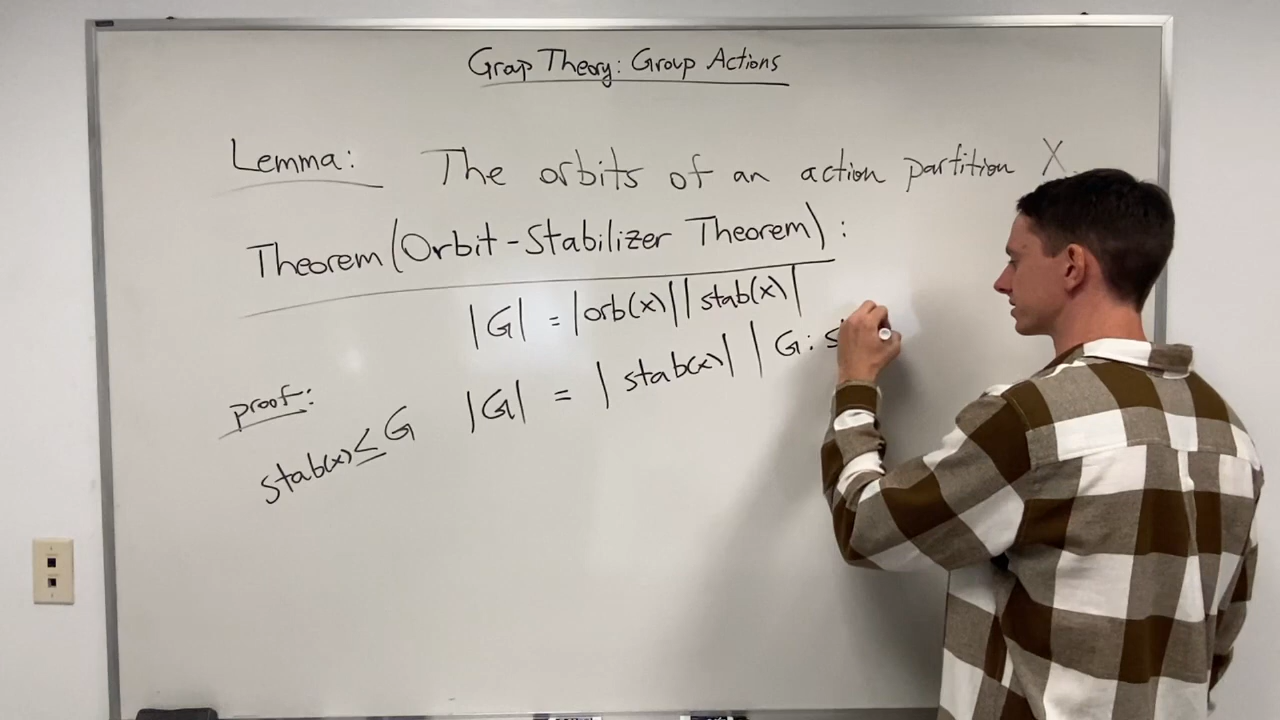 Grap Theory: Group Actions
Lemma: The orbits of an action partition X
Theorem (Orbit-Stabilizer Theorem):
|G| = |orb(x)||stab(x)|
proof:
stab(x) ≤ G |G| = |stab(x)| |G: s